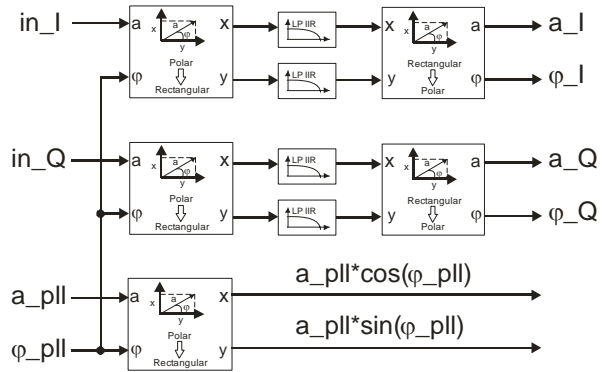 in_I
a
φ
x
y
a
φ
Polar
Rectangular
x
y
LP IIR
LP IIR
x
y
x
y
a
φ
Rectangular
Polar
a
φ
a_I
φ_I
in_Q
a
φ
x
y
a
φ
Polar
Rectangular
x
y
LP IIR
LP IIR
x
y
x
y
a
φ
Rectangular
Polar
a
φ
a_Q
φ_Q
a_pll
φ_pll
a
φ
x
y
a
φ
Polar
Rectangular
x
y
a_pll*cos(φ_pll)
a_pll*sin(φ_pll)